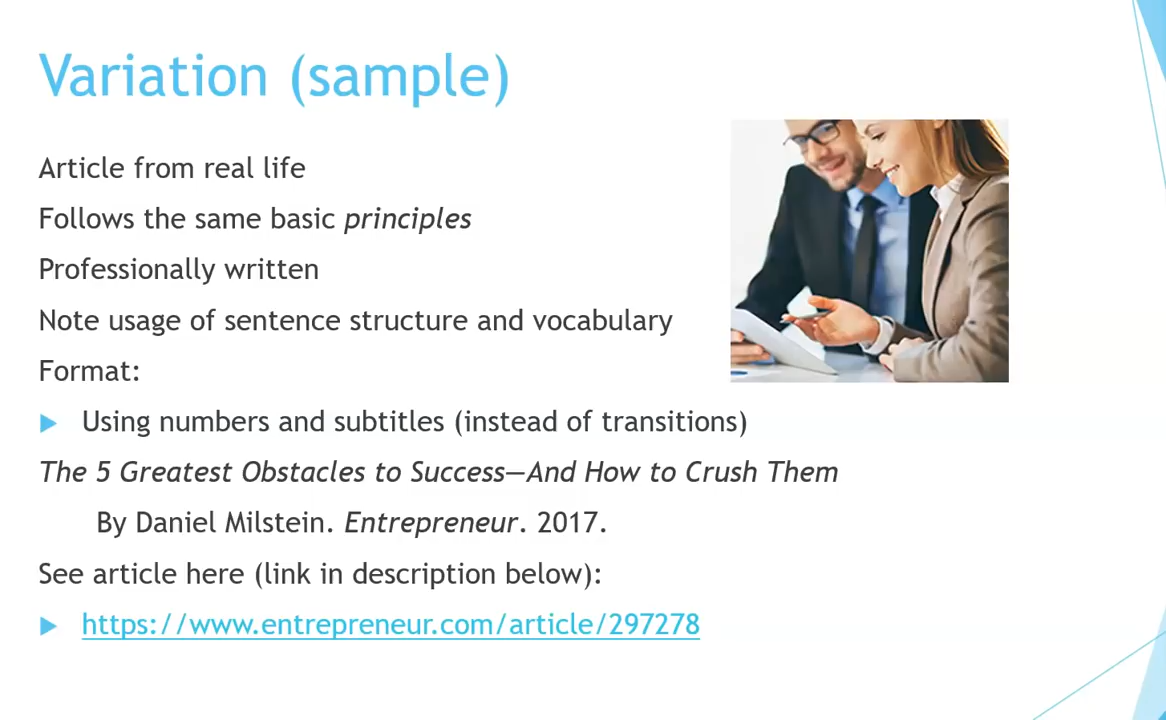 Variation (sample)
Article from real life
Follows the same basic principles
Professionally written
Note usage of sentence structure and vocabulary
Format:
Using numbers and subtitles (instead of transitions)
The 5 Greatest Obstacles to Success—And How to Crush Them
By Daniel Milstein. Entrepreneur. 2017.
See article here (link in description below):
https://www.entrepreneur.com/article/297278